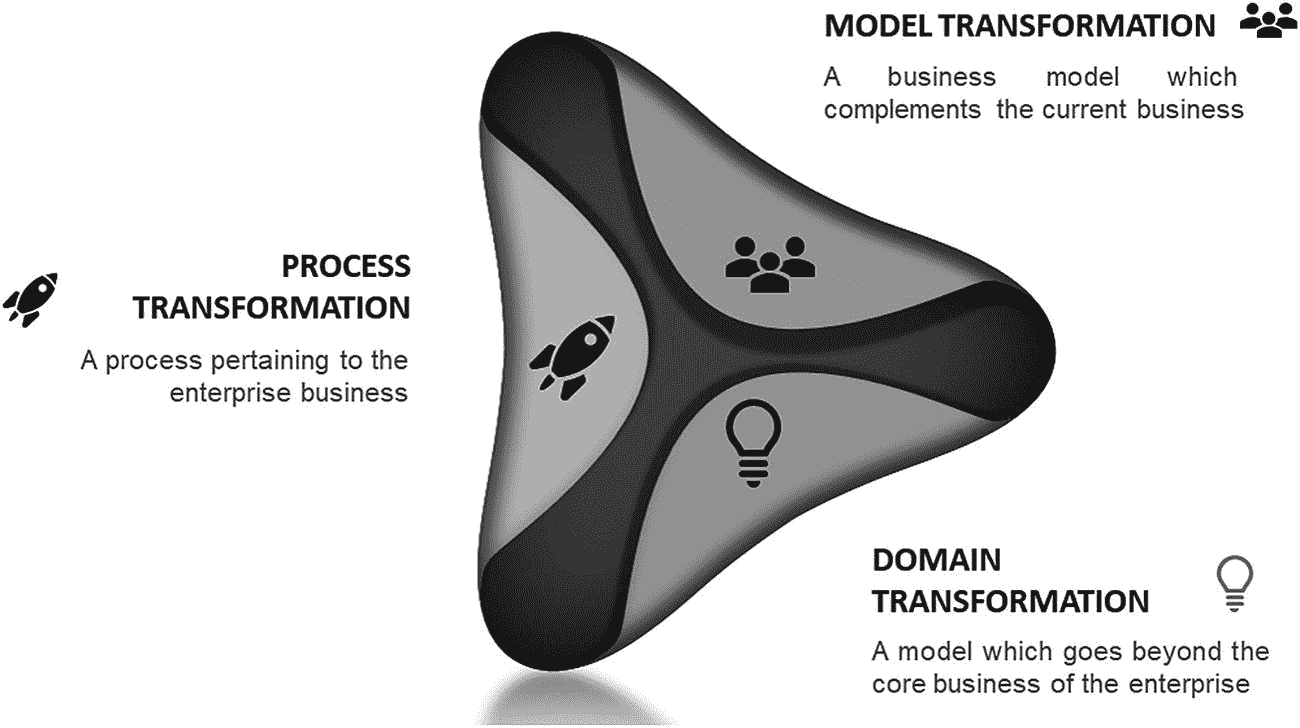 MODEL TRANSFORMATION
A business model which
complements the current business
PROCESS
TRANSFORMATION
A process pertaining to the
enterprise business
DOMAIN
TRANSFORMATION
A model which goes beyond the
core business of the enterprise